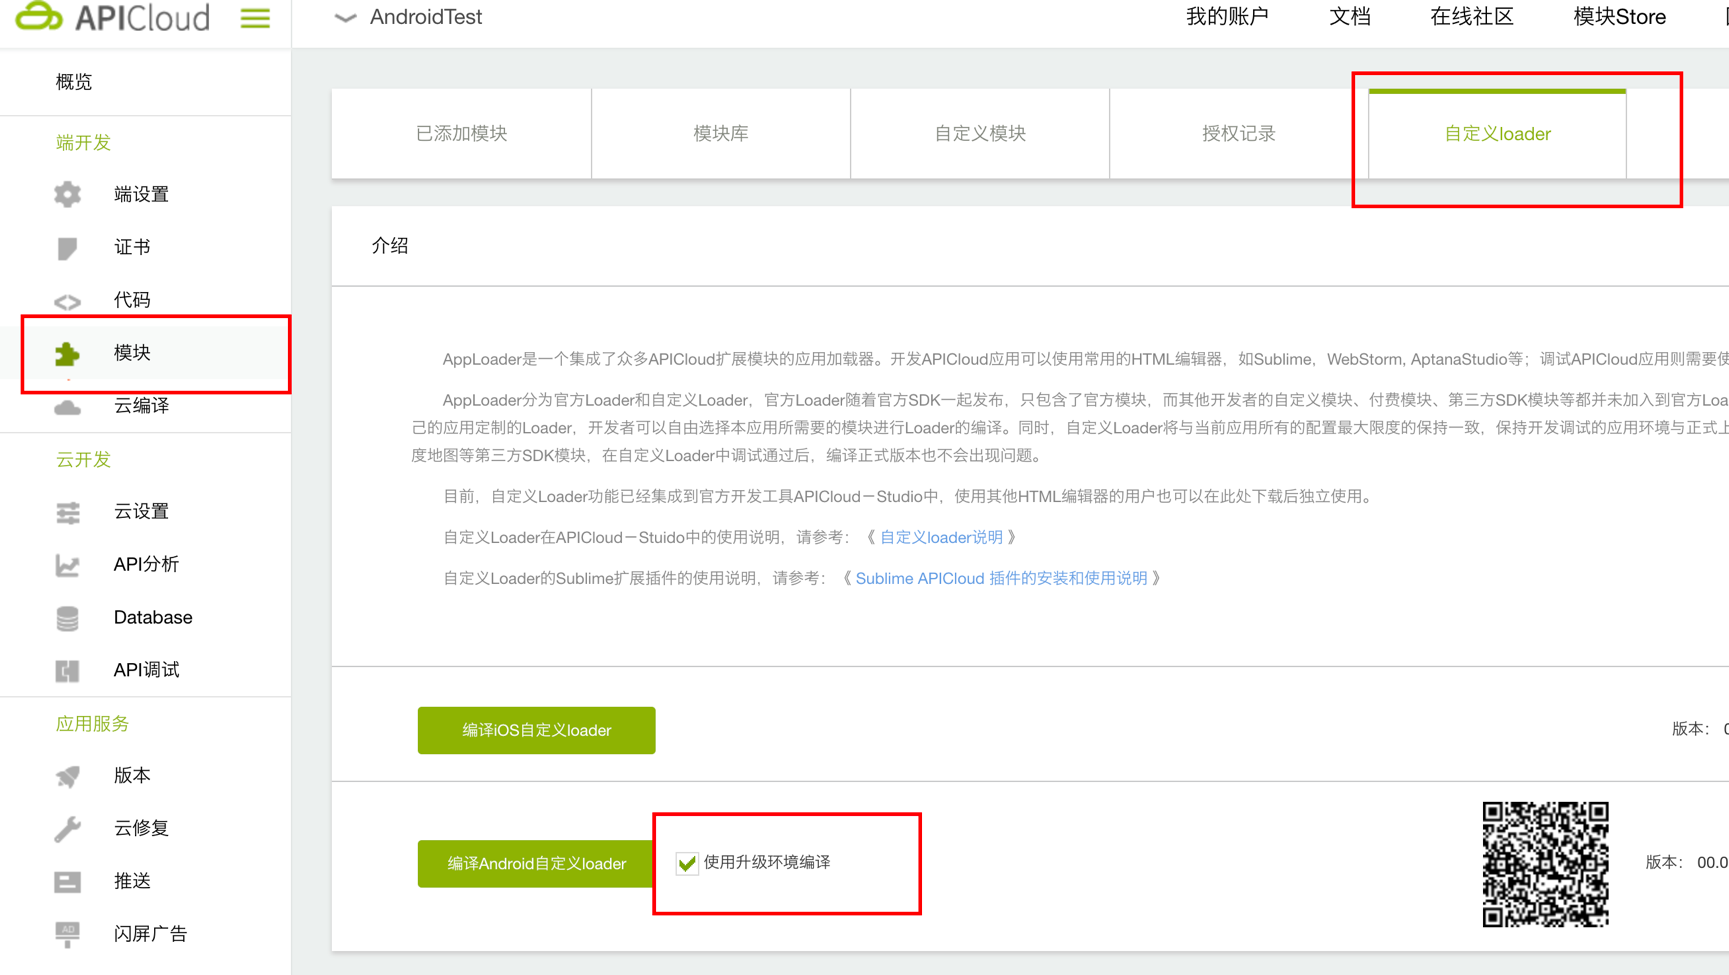 APICloud
AndroidTest
我的账户
文档
在线社区
模块Store
概览
端开发
端设置
证书
代码
模块
云编译
云开发
云设置
API分析
Database
API调试
应用服务
版本
云修复
推送
AD
闪屏广告
已添加模块
模块库
自定义模块
授权记录
自定义loader
介绍
AppLoader是一个集成了众多APICloud扩展模块的应用加载器。开发APICloud应用可以使用常用的HTML编辑器，如Sublime，WebStorm, AptanaStudio等；调试APICloud应用则需要使
AppLoader分为官方Loader和自定义Loader，官方Loader随着官方SDK一起发布，只包含了官方模块，而其他开发者的自定义模块、付费模块、第三方SDK模块等都并未加入到官方Loa
己的应用定制的Loader，开发者可以自由选择本应用所需要的模块进行Loader的编译。同时，自定义Loader将与当前应用所有的配置最大限度的保持一致，保持开发调试的应用环境与正式上
度地图等第三方SDK模块，在自定义Loader中调试通过后，编译正式版本也不会出现问题。
目前，自定义Loader功能已经集成到官方开发工具APICloud－Studio中，使用其他HTML编辑器的用户也可以在此处下载后独立使用。
自定义Loader在APICloud－Stuido中的使用说明，请参考：《 自定义loader说明 》
自定义Loader的Sublime扩展插件的使用说明，请参考：《 Sublime APICloud 插件的安装和使用说明 》
编译iOS自定义loader
版本：
编译Android自定义loader
使用升级环境编译
版本： 00.0